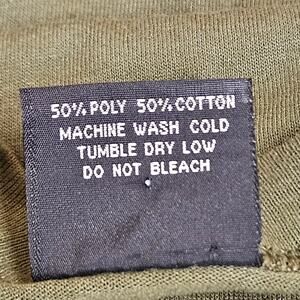 50% POLY 50% COTTON
MACHINE WASH COLD
TUMBLE DRY LOW
DO NOT BLEACH